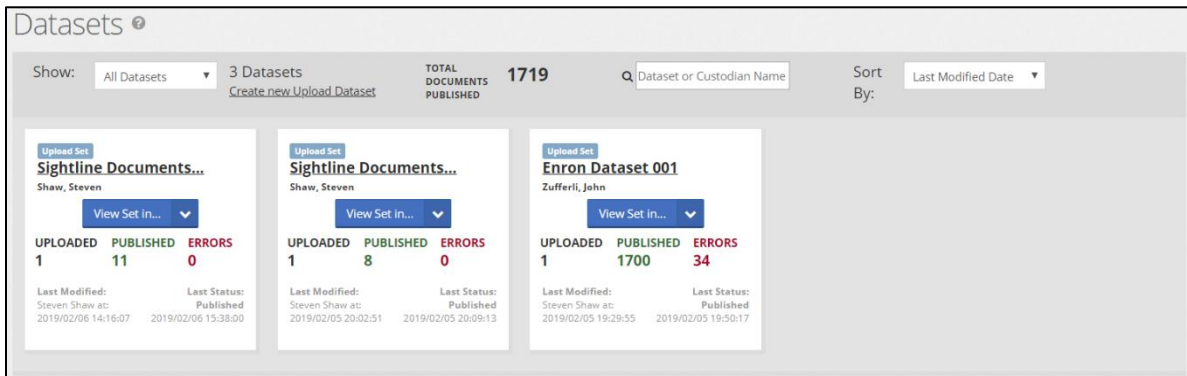 Datasets ?
Show:
All Datasets
3 Datasets
Create new Upload Dataset
TOTAL
DOCUMENTS
PUBLISHED
1719
Dataset or Custodian Name
Sort
By:
Last Modified Date
Upload Set
Sightline Documents...
Shaw, Steven
View Set in...
UPLOADED PUBLISHED ERRORS
1 11 0
Last Modified: Last Status:
Steven Shaw at: Published
2019/02/06 14:16:07 2019/02/06 15:38:00
Upload Set
Sightline Documents...
Shaw, Steven
View Set in...
UPLOADED PUBLISHED ERRORS
1 8 0
Last Modified: Last Status:
Steven Shaw at: Published
2019/02/05 20:02:51 2019/02/05 20:09:13
Upload Set
Enron Dataset 001
Zufferli, John
View Set in...
UPLOADED PUBLISHED ERRORS
1 1700 34
Last Modified: Last Status:
Steven Shaw at: Published
2019/02/05 19:29:55 2019/02/05 19:50:17